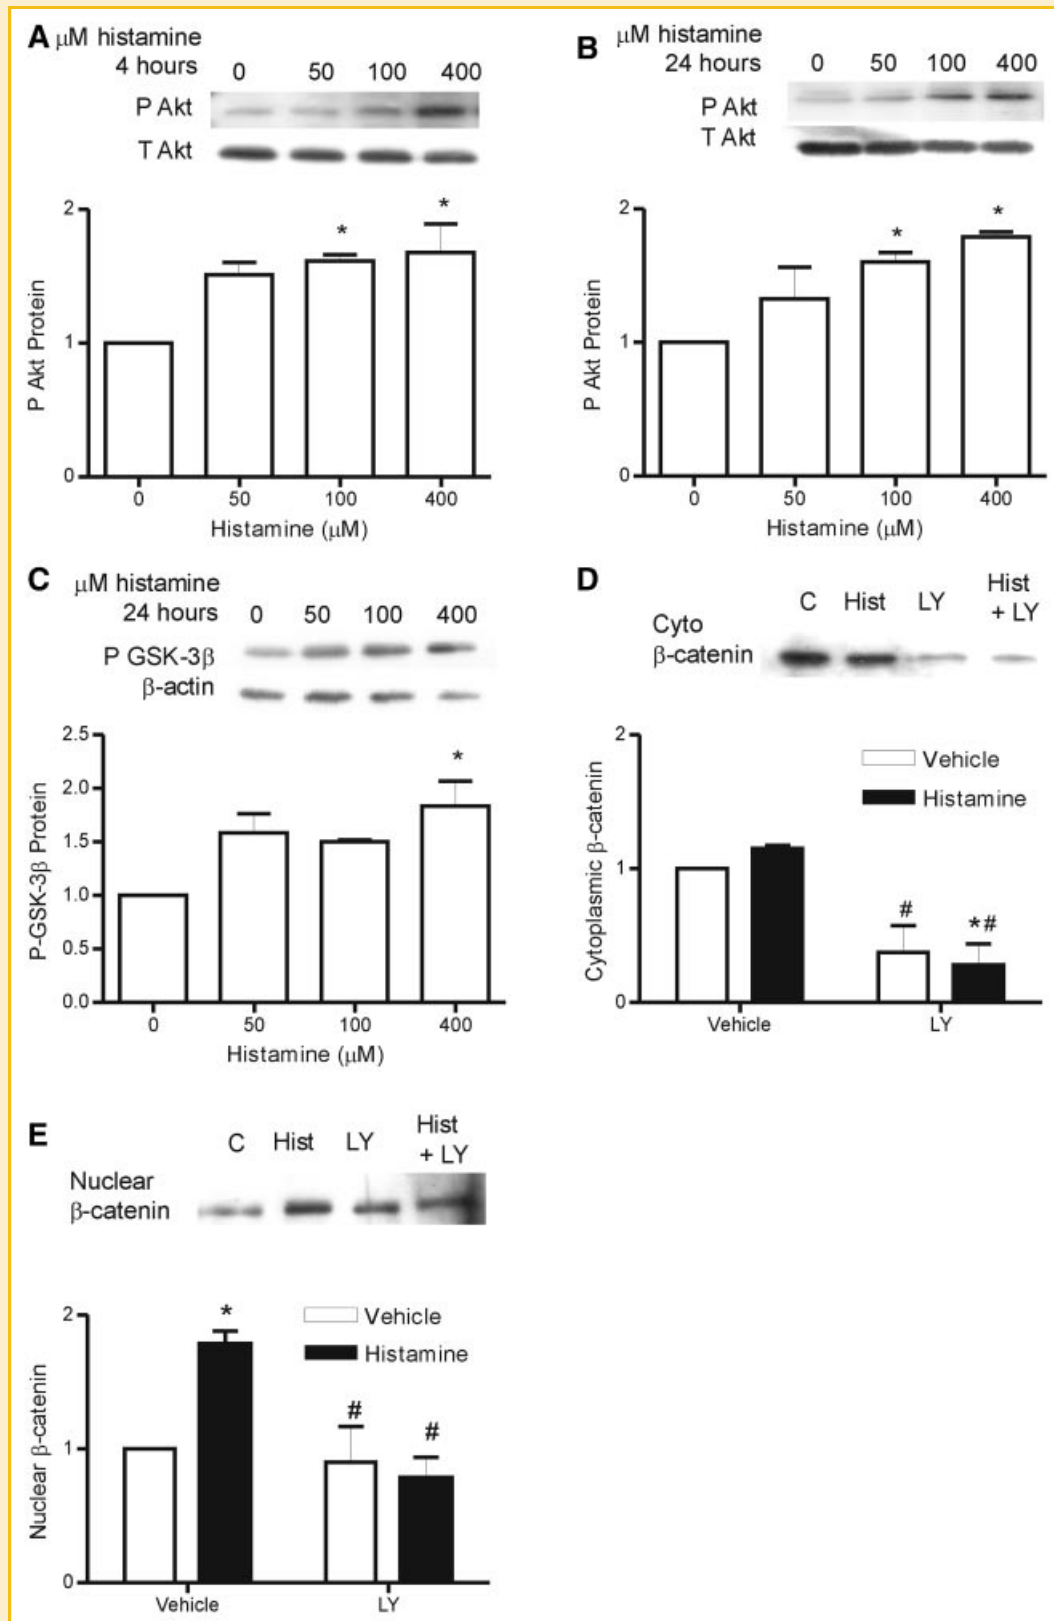 A μM histamine
4 hours 0 50 100 400
P Akt
T Akt
2
*
*
1
0
P Akt Protein
0 50 100 400
Histamine (μM)
B μM histamine
24 hours 0 50 100 400
P Akt
T Akt
2
*
*
1
0
P Akt Protein
0 50 100 400
Histamine (μM)
C μM histamine
24 hours 0 50 100 400
P GSK-3β
β-actin
2.5
*
2.0
1.5
1.0
0.5
0.0
P-GSK-3β Protein
0 50 100 400
Histamine (μM)
D
C Hist LY Hist + LY
Cyto
β-catenin
2
Vehicle
Histamine
1
# *#
0
Cytoplasmic β-catenin
Vehicle LY
E
C Hist LY Hist + LY
Nuclear
β-catenin
2
*
Vehicle
Histamine
# #
1
0
Nuclear β-catenin
Vehicle LY